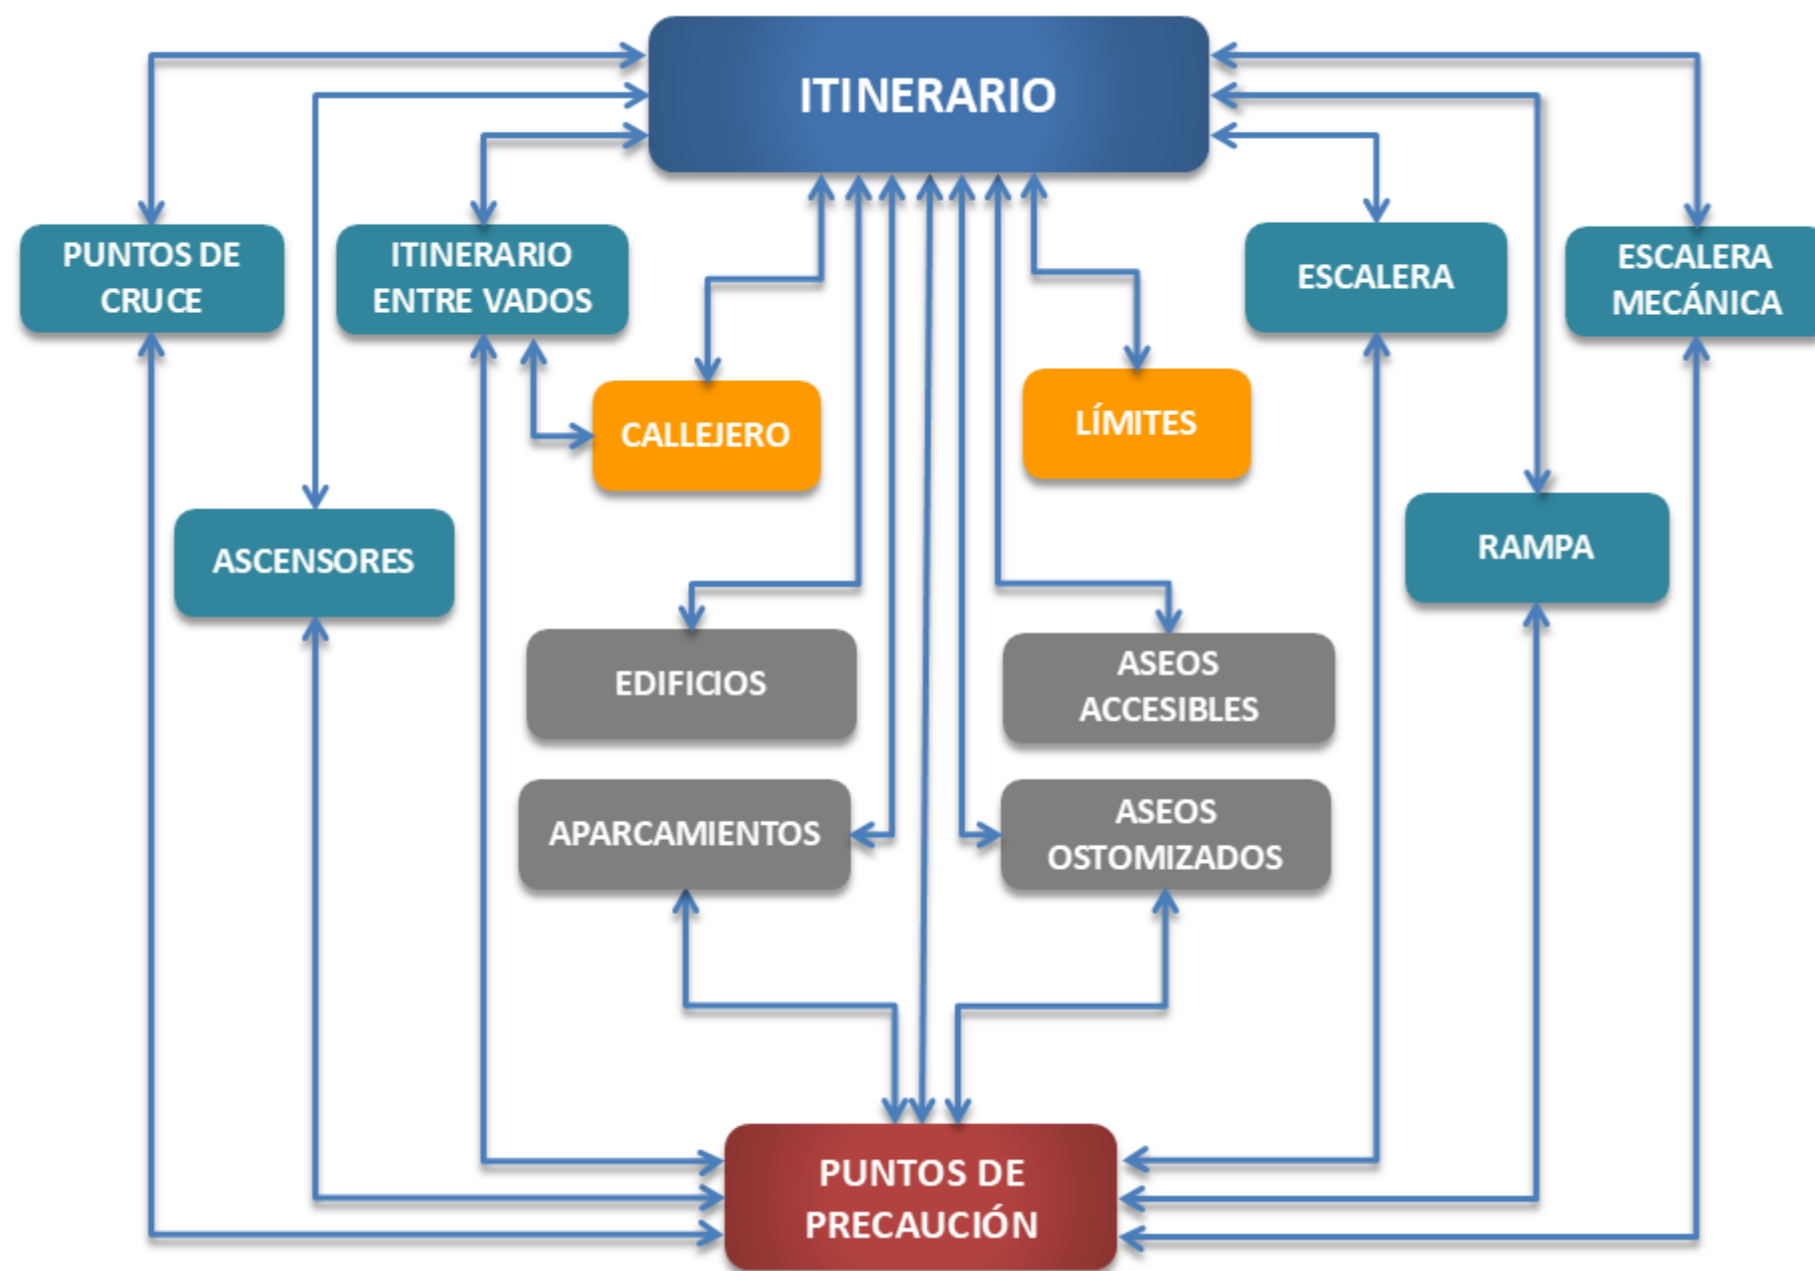 ITINERARIO
PUNTOS DE
CRUCE
ITINERARIO
ENTRE VADOS
ESCALERA
ESCALERA
MECÁNICA
CALLEJERO
LÍMITES
ASCENSORES
RAMPA
EDIFICIOS
ASEOS
ACCESIBLES
APARCAMIENTOS
ASEOS
OSTOMIZADOS
PUNTOS DE
PRECAUCIÓN